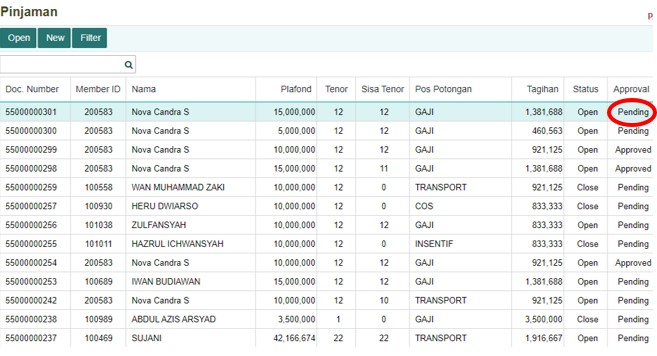 Pinjaman
p
Open New Filter
Doc. Number Member ID Nama Plafond Tenor Sisa Tenor Pos Potongan Tagihan Status Approval
55000000301 200583 Nova Candra S 15,000,000 12 12 GAJI 1,381,688 Open Pending
55000000300 200583 Nova Candra S 5,000,000 12 12 GAJI 460,563 Open Pending
55000000299 200583 Nova Candra S 10,000,000 12 12 GAJI 921,125 Open Approved
55000000298 200583 Nova Candra S 15,000,000 12 11 GAJI 1,381,688 Open Approved
55000000259 100558 WAN MUHAMMAD ZAKI 10,000,000 12 0 TRANSPORT 921,125 Close Pending
55000000257 100930 HERU DWIARSO 10,000,000 12 0 COS 833,333 Close Pending
55000000256 101038 ZULFANSYAH 10,000,000 12 12 GAJI 833,333 Open Pending
55000000255 101011 HAZRUL ICHWANSYAH 10,000,000 12 0 INSENTIF 833,333 Close Pending
55000000254 200583 Nova Candra S 10,000,000 12 0 GAJI 921,125 Close Approved
55000000253 100689 IWAN BUDIAWAN 15,000,000 12 12 GAJI 1,381,688 Open Pending
55000000242 200583 Nova Candra S 10,000,000 12 10 TRANSPORT 921,125 Open Pending
55000000238 100989 ABDUL AZIS ARSYAD 3,500,000 1 0 GAJI 3,500,000 Close Pending
55000000237 100469 SUJANI 42,166,674 22 22 TRANSPORT 1,916,667 Open Pending